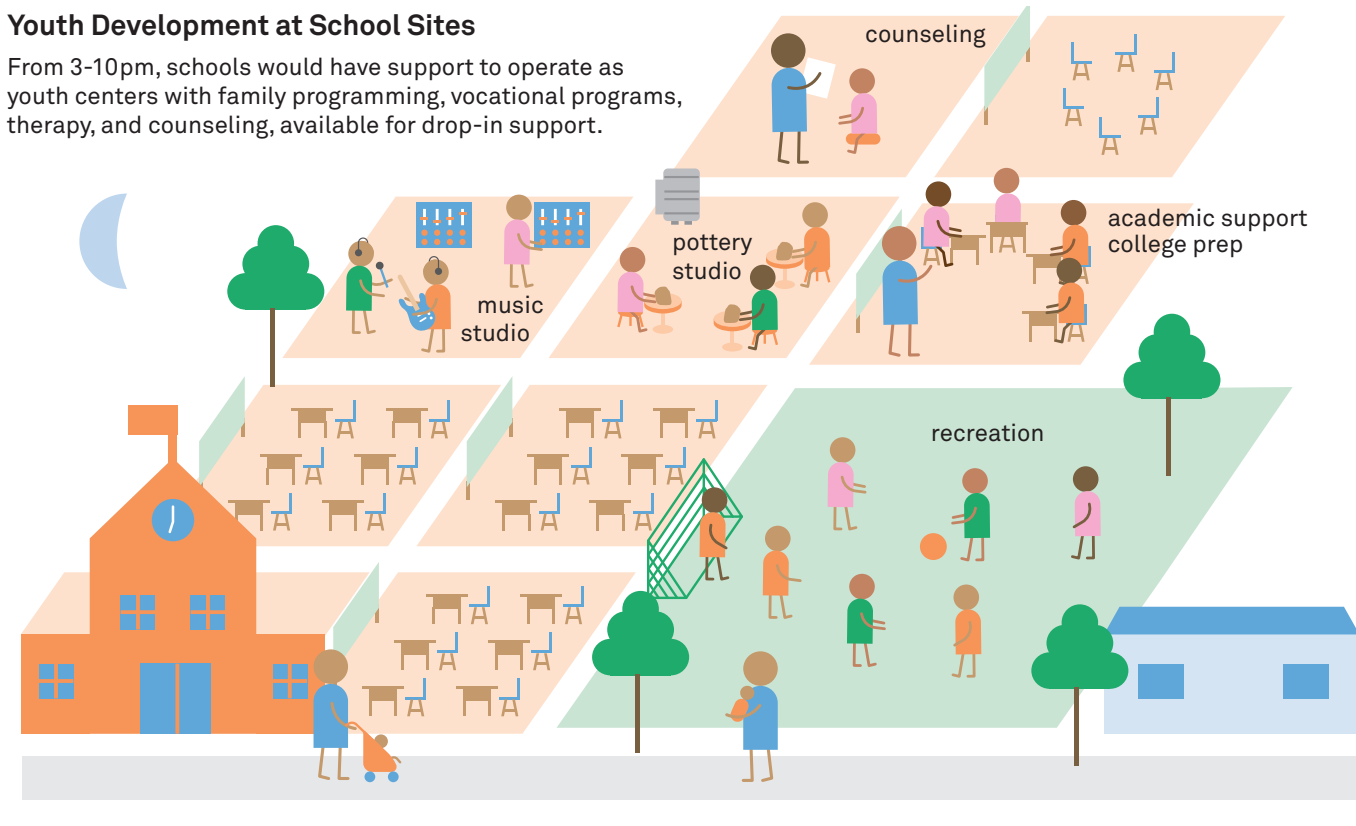 Youth Development at School Sites
From 3-10pm, schools would have support to operate as
youth centers with family programming, vocational programs,
therapy, and counseling, available for drop-in support.
counseling
academic support
college prep
pottery
studio
music
studio
recreation